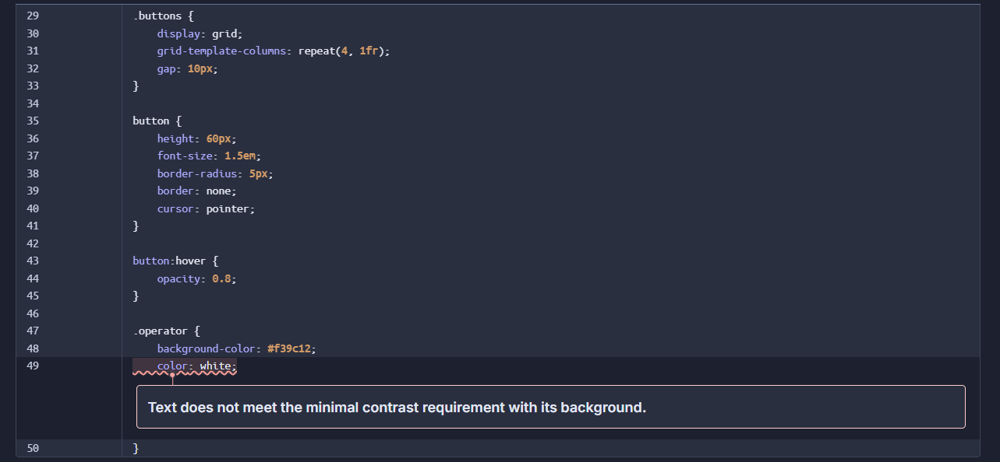 29 .buttons {
30 display: grid;
31 grid-template-columns: repeat(4, 1fr);
32 gap: 10px;
33 }
34
35 button {
36 height: 60px;
37 font-size: 1.5em;
38 border-radius: 5px;
39 border: none;
40 cursor: pointer;
41 }
42
43 button:hover {
44 opacity: 0.8;
45 }
46
47 .operator {
48 background-color: #f39c12;
49 color: white;
Text does not meet the minimal contrast requirement with its background.
50 }